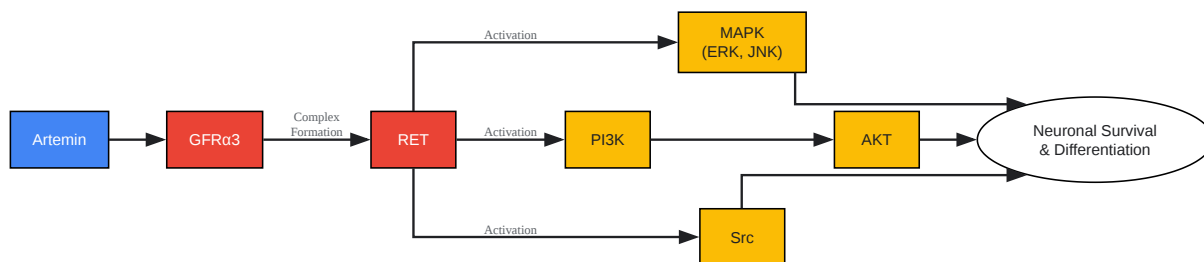 Artemin
GFRα3
Complex
Formation
RET
Activation
MAPK
(ERK, JNK)
Activation
PI3K
AKT
Activation
Src
Neuronal Survival
& Differentiation